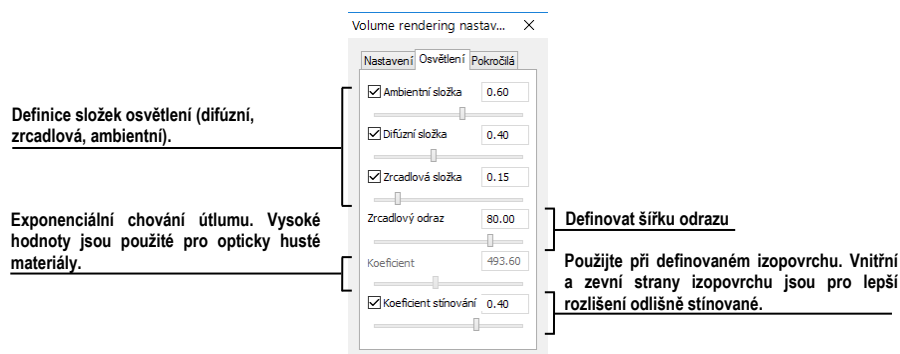 Volume rendering nastav...
Nastavení Osvětlení Pokročilá
Ambientní složka 0.60
Difúzní složka 0.40
Zrcadlová složka 0.15
Zrcadlový odraz 80.00
Koeficient 493.60
Koeficient stínování 0.40
Definice složek osvětlení (difúzní,
zrcadlová, ambientní).
Exponenciální chování útlumu. Vysoké
hodnoty jsou použité pro opticky husté
materiály.
Definovat šířku odrazu
Použijte při definovaném izopovrchu. Vnitřní
a zevní strany izopovrchu jsou pro lepší
rozlišení odlišně stínované.